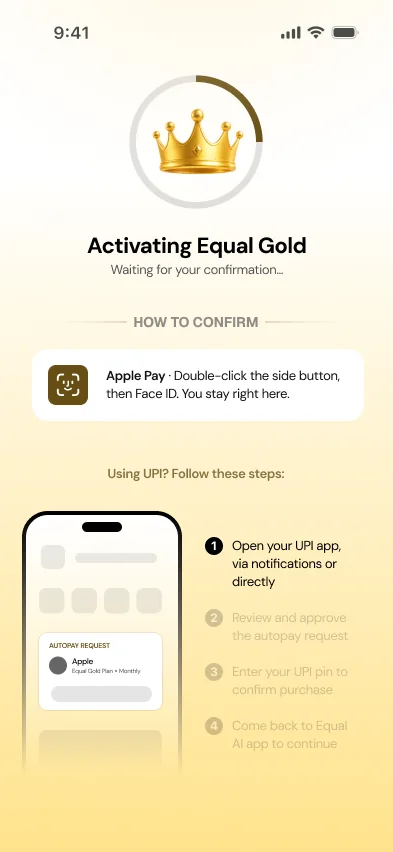 9:41
Activating Equal Gold
Waiting for your confirmation...
HOW TO CONFIRM
Apple Pay · Double-click the side button,
then Face ID. You stay right here.
Using UPI? Follow these steps:
AUTOPAY REQUEST
Apple
Equal Gold Plan • Monthly
1 Open your UPI app,
via notifications or
directly
2 Review and approve
the autopay request
3 Enter your UPI pin to
confirm purchase
4 Come back to Equal
AI app to continue